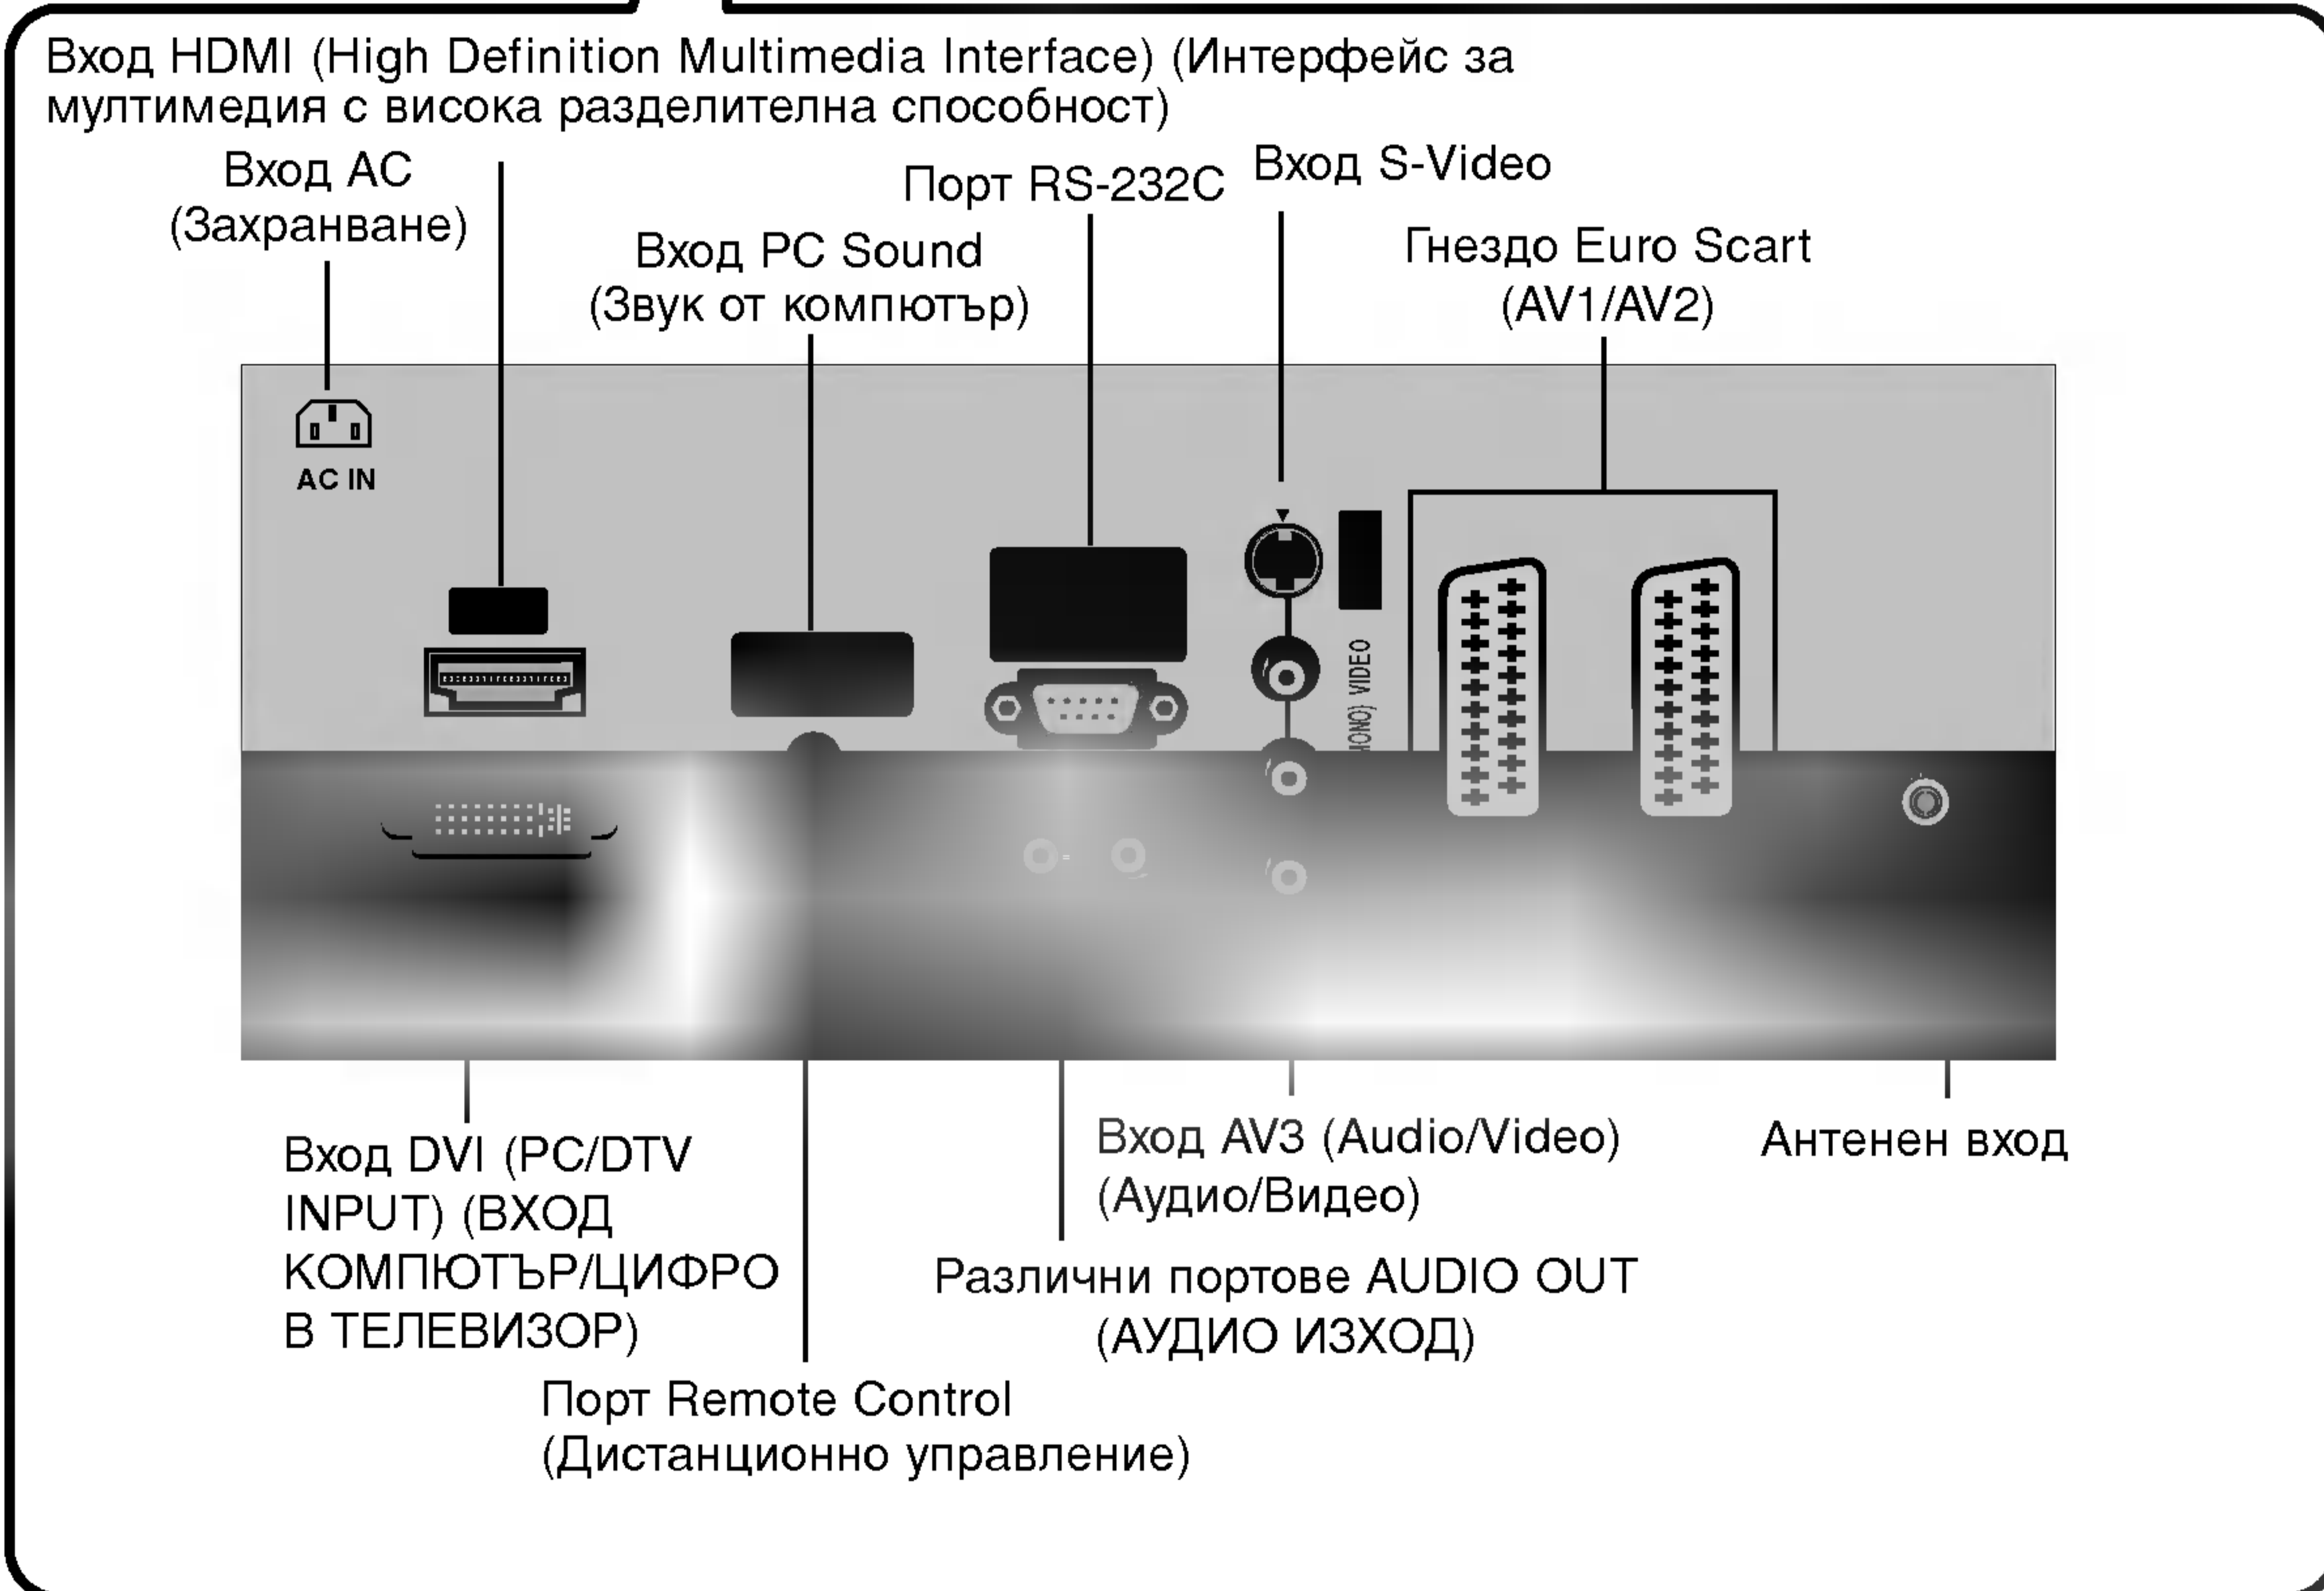 Вход HDMI (High Definition Multimedia Interface) (Интерфейс за
мултимедия с висока разделителна способност)
Вход AC
(Захранване)
Вход PC Sound
(Звук от компютър)
Порт RS-232C
Вход S-Video
Гнездо Euro Scart
(AV1/AV2)
AC IN
VIDEO
Вход DVI (PC/DTV
INPUT) (ВХОД
КОМПЮТЪР/ЦИФРО
В ТЕЛЕВИЗОР)
Порт Remote Control
(Дистанционно управление)
Различни портове AUDIO OUT
(АУДИО ИЗХОД)
Вход AV3 (Audio/Video)
(Аудио/Видео)
Антенен вход